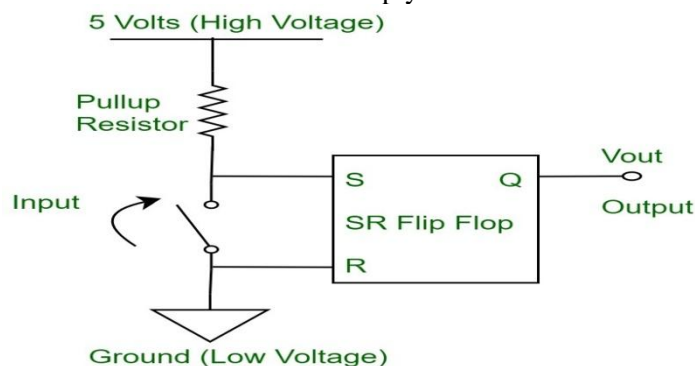 5 Volts (High Voltage)
Pullup
Resistor
Input
S
Q
SR Flip Flop
R
Vout
Output
Ground (Low Voltage)